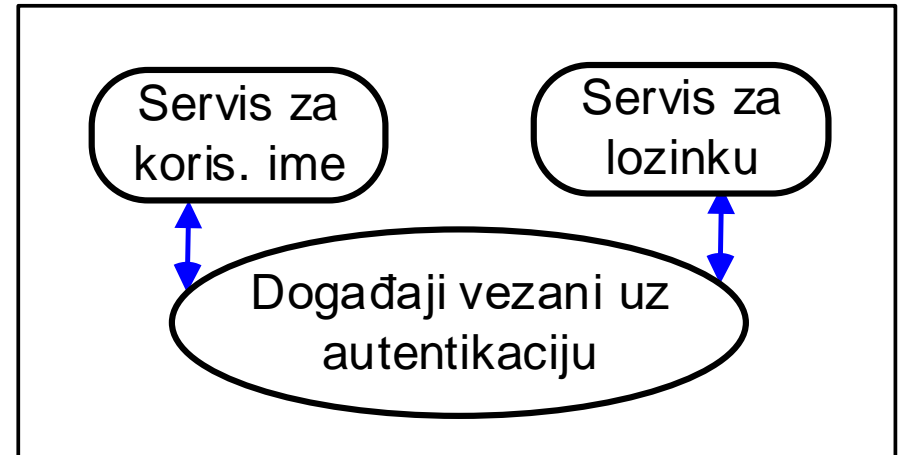 Servis za
koris. ime
Servis za
lozinku
Događaji vezani uz
autentikaciju